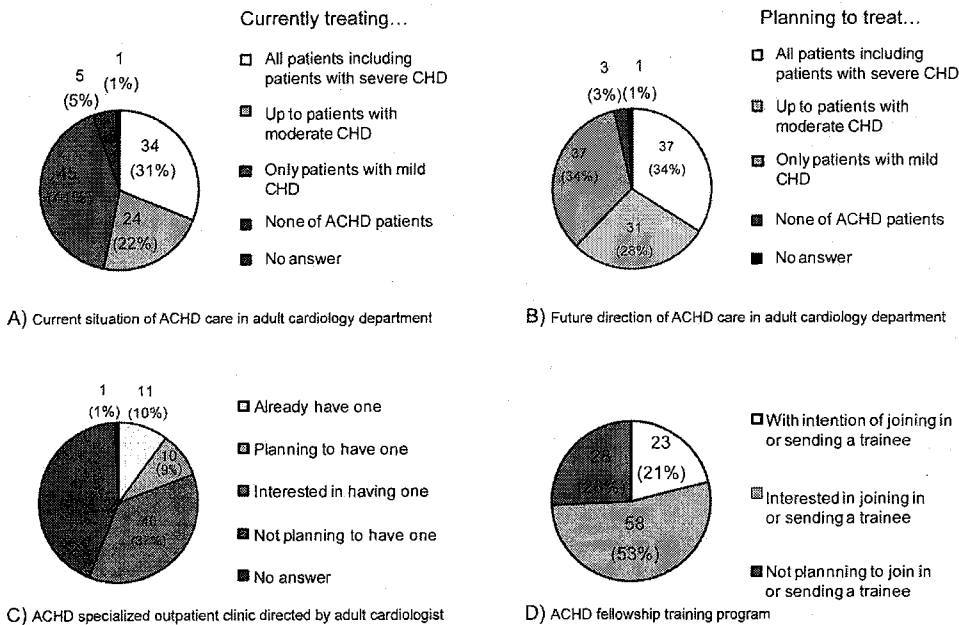 Currently treating...
1
(1%)
5
(5%)
34
(31%)
24
(22%)
45
(41%)
All patients including
patients with severe CHD
Up to patients with
moderate CHD
Only patients with mild
CHD
None of ACHD patients
No answer
A) Current situation of ACHD care in adult cardiology department
Planning to treat...
3
(3%)
1
(1%)
37
(34%)
31
(28%)
37
(34%)
All patients including
patients with severe CHD
Up to patients with
moderate CHD
Only patients with mild
CHD
None of ACHD patients
No answer
B) Future direction of ACHD care in adult cardiology department
1
(1%)
11
(10%)
10
(9%)
40
(37%)
Already have one
Planning to have one
Interested in having one
Not planning to have one
No answer
C) ACHD specialized outpatient clinic directed by adult cardiologist
23
(21%)
58
(53%)
28
(26%)
With intention of joining in
or sending a trainee
Interested in joining in
or sending a trainee
Not plannning to join in
or sending a trainee
D) ACHD fellowship training program